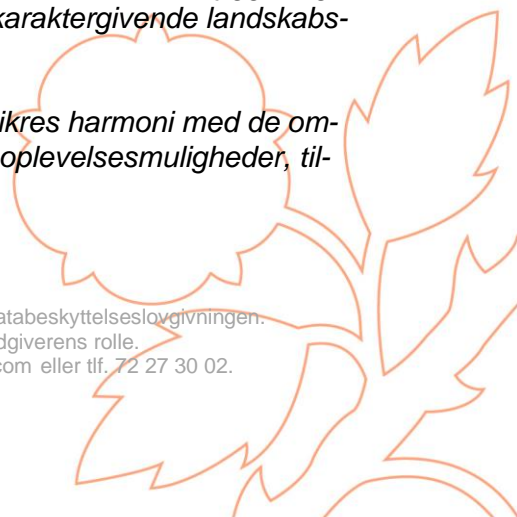 karaktergivende landskabs-
ikres harmoni med de om-
oplevelsesmuligheder, til-
atabeskyttelseslovgivningen.
dgiverens rolle.
com eller tlf. 72 27 30 02.